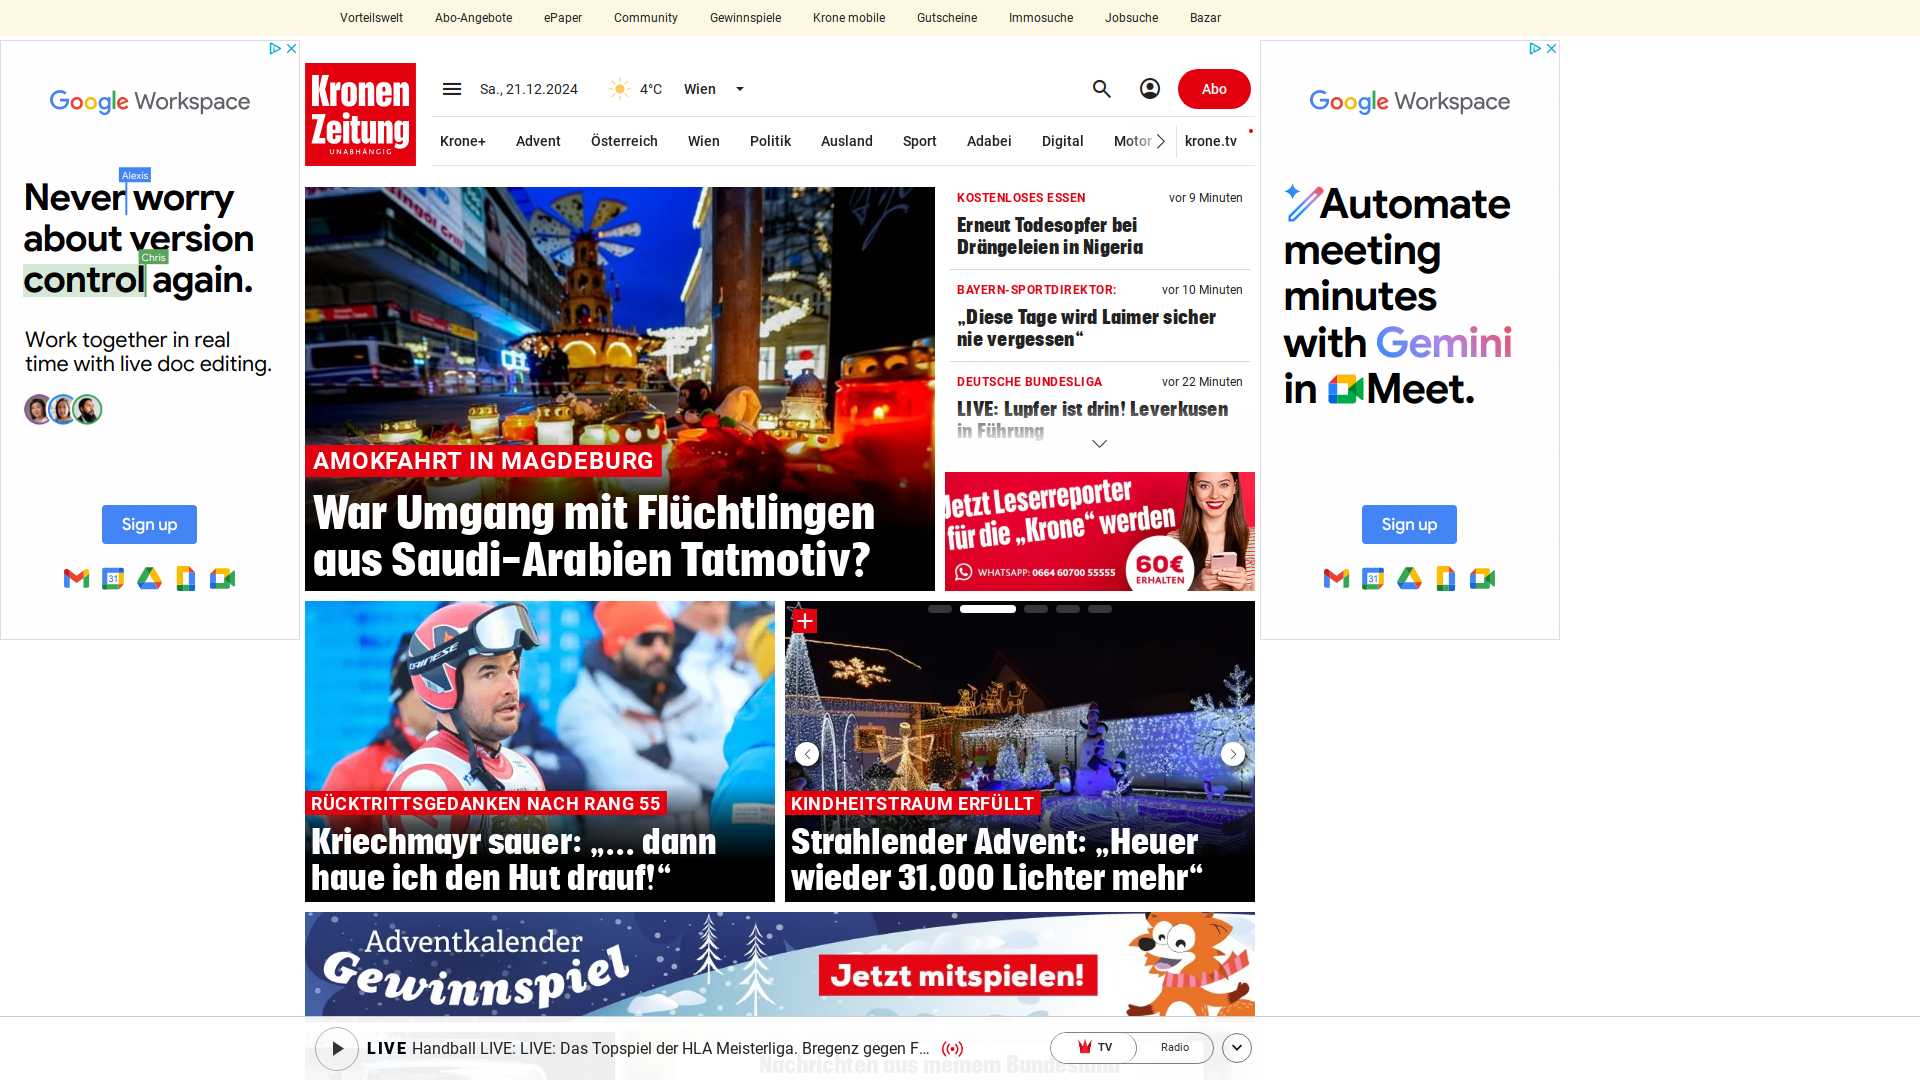 Vorteilswelt
Abo-Angebote
ePaper
Community
Gewinnspiele
Krone mobile
Gutscheine
Immosuche
Jobsuche
Bazar
Google Workspace
Alexis
Never worry
about version
Chris
control again.
Work together in real
time with live doc editing.
Sign up
31
Kronen
Zeitung
UNABHÄNGIG
Sa., 21.12.2024
4°C
Wien
Abo
Krone+
Advent
Österreich
Wien
Politik
Ausland
Sport
Adabei
Digital
Motor
krone.tv
AMOKFAHRT IN MAGDEBURG
War Umgang mit Flüchtlingen
aus Saudi-Arabien Tatmotiv?
KOSTENLOSES ESSEN
vor 9 Minuten
Erneut Todesopfer bei
Drängeleien in Nigeria
BAYERN-SPORTDIREKTOR:
vor 10 Minuten
„Diese Tage wird Laimer sicher
nie vergessen“
DEUTSCHE BUNDESLIGA
vor 22 Minuten
LIVE: Lupfer ist drin! Leverkusen
in Führung
Jetzt Leserreporter
für die „Krone“ werden
WHATSAPP: 0664 60700 55555
60€
ERHALTEN
RÜCKTRITTSGEDANKEN NACH RANG 55
Kriechmayr sauer: „... dann
haue ich den Hut drauf!“
KINDHEITSTRAUM ERFÜLLT
Strahlender Advent: „Heuer
wieder 31.000 Lichter mehr“
Adventkalender
Gewinnspiel
Jetzt mitspielen!
LIVE Handball LIVE: LIVE: Das Topspiel der HLA Meisterliga. Bregenz gegen F...
TV
Radio
Nachrichten aus meinem Bundesland
Google Workspace
Automate
meeting
minutes
with Gemini
in Meet.
Sign up
31